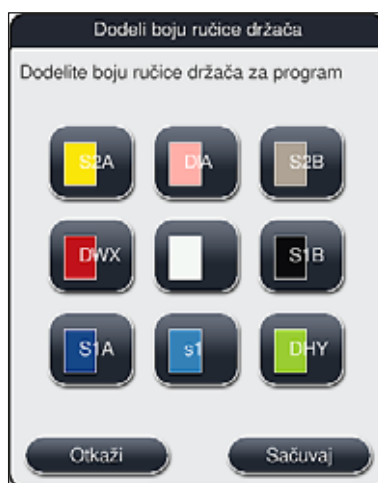 Dodeli boju ručice držača
Dodelite boju ručice držača za program
S2A DIA S2B
DWX S1B
S1A s1 DHY
Otkaži Sačuvaj